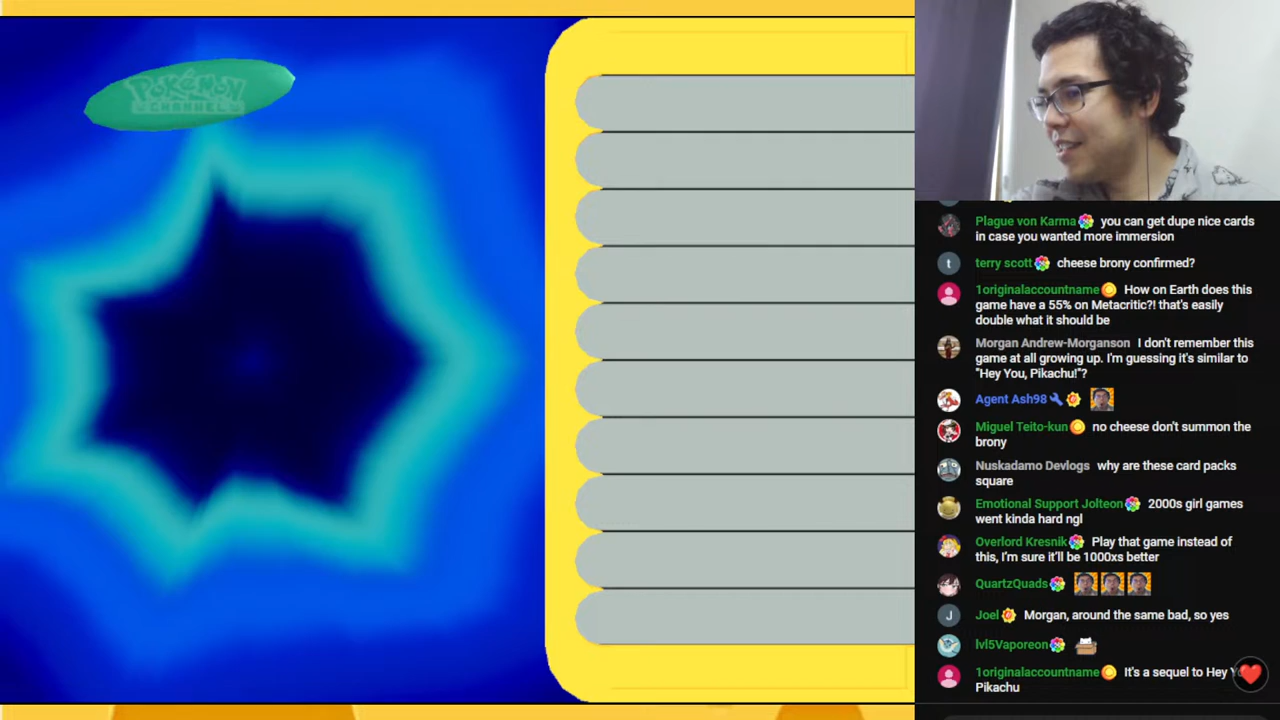 POKéMON
CHANNEL
Plague von Karma you can get dupe nice cards
in case you wanted more immersion
terry scott cheese brony confirmed?
1originalaccountname How on Earth does this
game have a 55% on Metacritic?! that's easily
double what it should be
Morgan Andrew-Morganson I don't remember this
game at all growing up. I'm guessing it's similar to
"Hey You, Pikachu!"?
Agent Ash98
Miguel Teito-kun no cheese don't summon the
brony
Nuskadamo Devlogs why are these card packs
square
Emotional Support Jolteon 2000s girl games
went kinda hard ngl
Overlord Kresnik Play that game instead of
this, I'm sure it'll be 1000xs better
QuartzQuads
Joel Morgan, around the same bad, so yes
lvl5Vaporeon
1originalaccountname It's a sequel to Hey
Pikachu